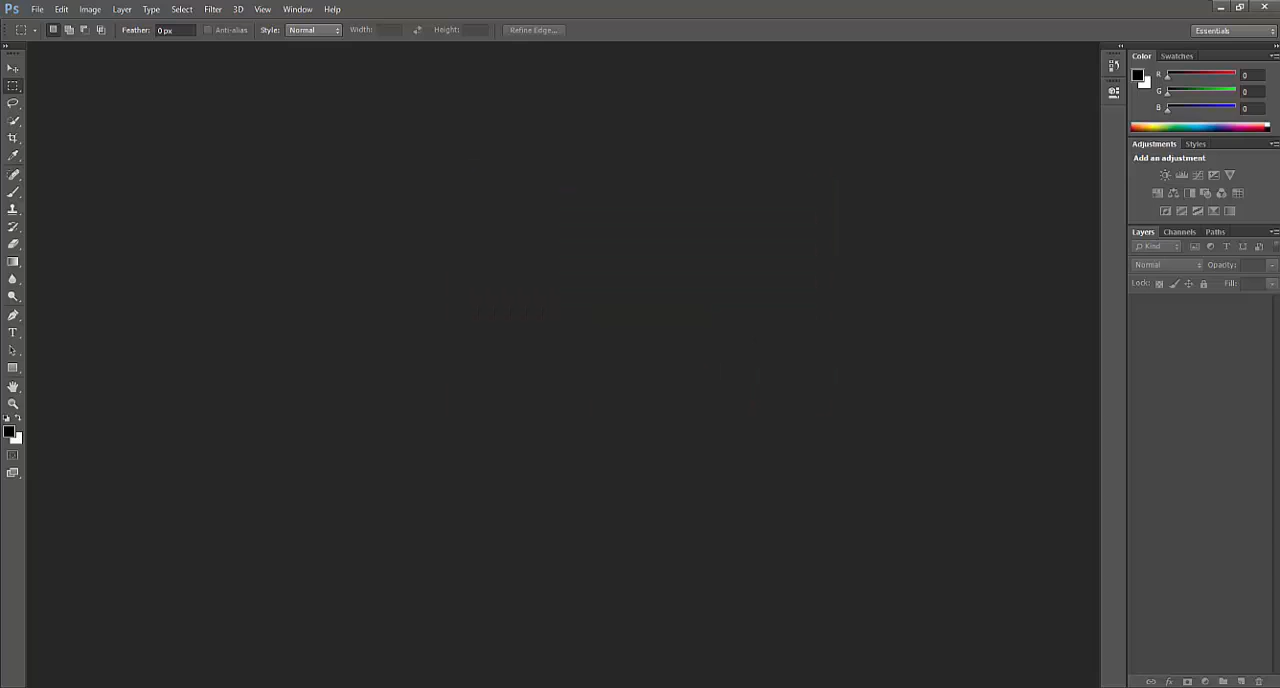 Ps File Edit Image Layer Type Select Filter 3D View Window Help
Feather: 0 px Anti-alias Style: Normal Width: Height: Refine Edge... Essentials
Color Swatches
R 0
G 0
B 0
Adjustments Styles
Add an adjustment
Layers Channels Paths
Kind
Normal Opacity:
Lock: Fill:
T
fx